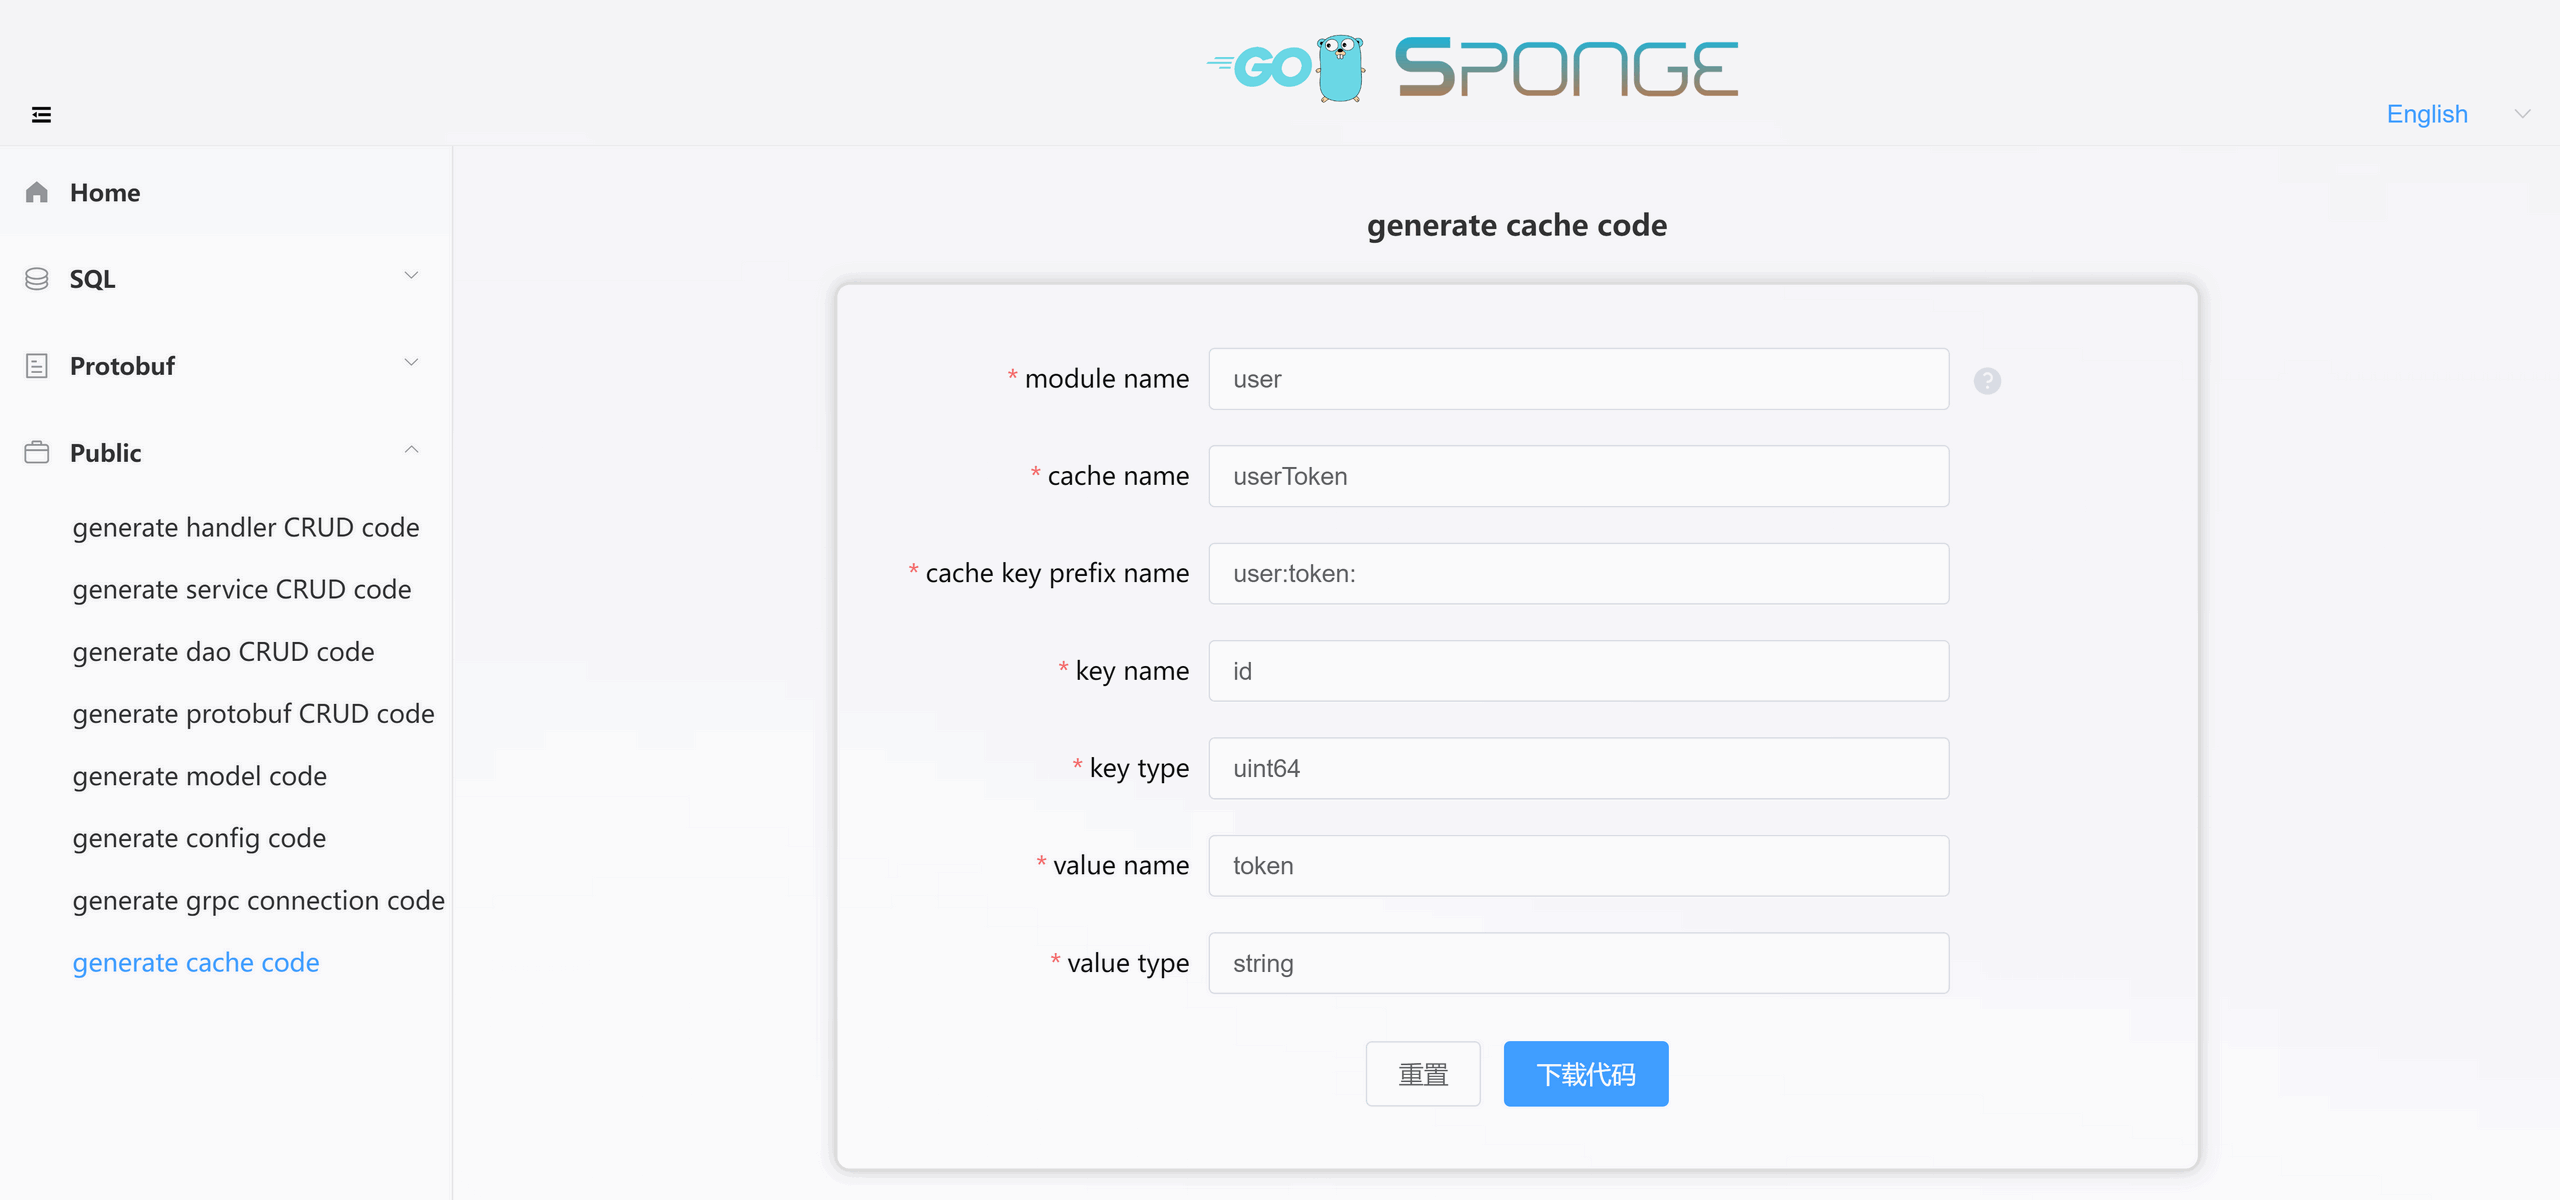 GO SPONGE
English
Home
SQL
Protobuf
Public
generate handler CRUD code
generate service CRUD code
generate dao CRUD code
generate protobuf CRUD code
generate model code
generate config code
generate grpc connection code
generate cache code
generate cache code
* module name user ?
* cache name userToken
* cache key prefix name user:token:
* key name id
* key type uint64
* value name token
* value type string
重置 下载代码